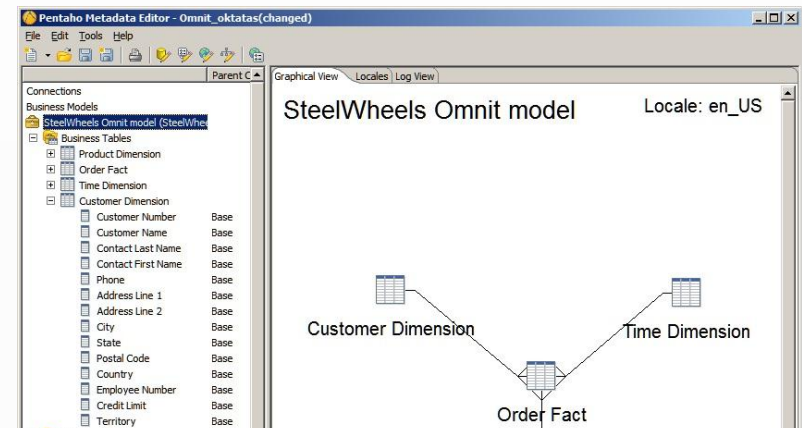 Pentaho Metadata Editor - Omnit_oktatas(changed)
File Edit Tools Help
Parent C
Connections
Business Models
SteelWheels Omnit model (SteelWhee
Business Tables
Product Dimension
Order Fact
Time Dimension
Customer Dimension
Customer Number Base
Customer Name Base
Contact Last Name Base
Contact First Name Base
Phone Base
Address Line 1 Base
Address Line 2 Base
City Base
State Base
Postal Code Base
Country Base
Employee Number Base
Credit Limit Base
Territory Base
Graphical View Locales Log View
SteelWheels Omnit model Locale: en_US
Customer Dimension Time Dimension
Order Fact